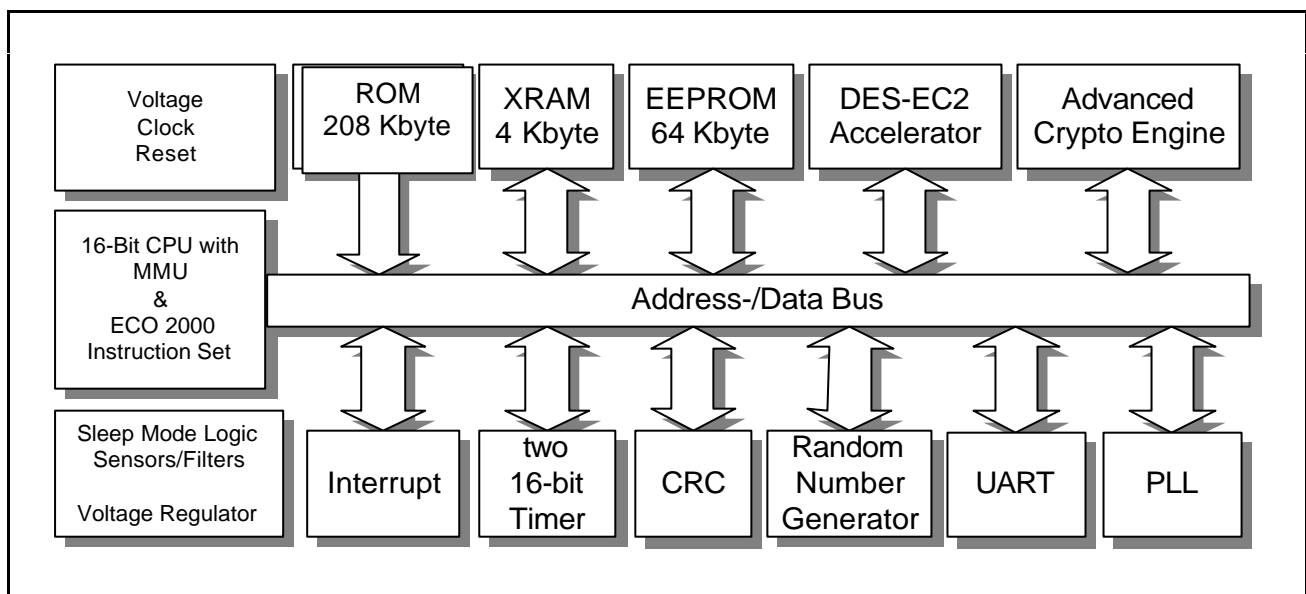 Voltage
Clock
Reset
ROM
208 Kbyte
XRAM
4 Kbyte
EEPROM
64 Kbyte
DES-EC2
Accelerator
Advanced
Crypto Engine
16-Bit CPU with
MMU
&
ECO 2000
Instruction Set
Address-/Data Bus
Sleep Mode Logic
Sensors/Filters
Voltage Regulator
Interrupt
two
16-bit
Timer
CRC
Random
Number
Generator
UART
PLL